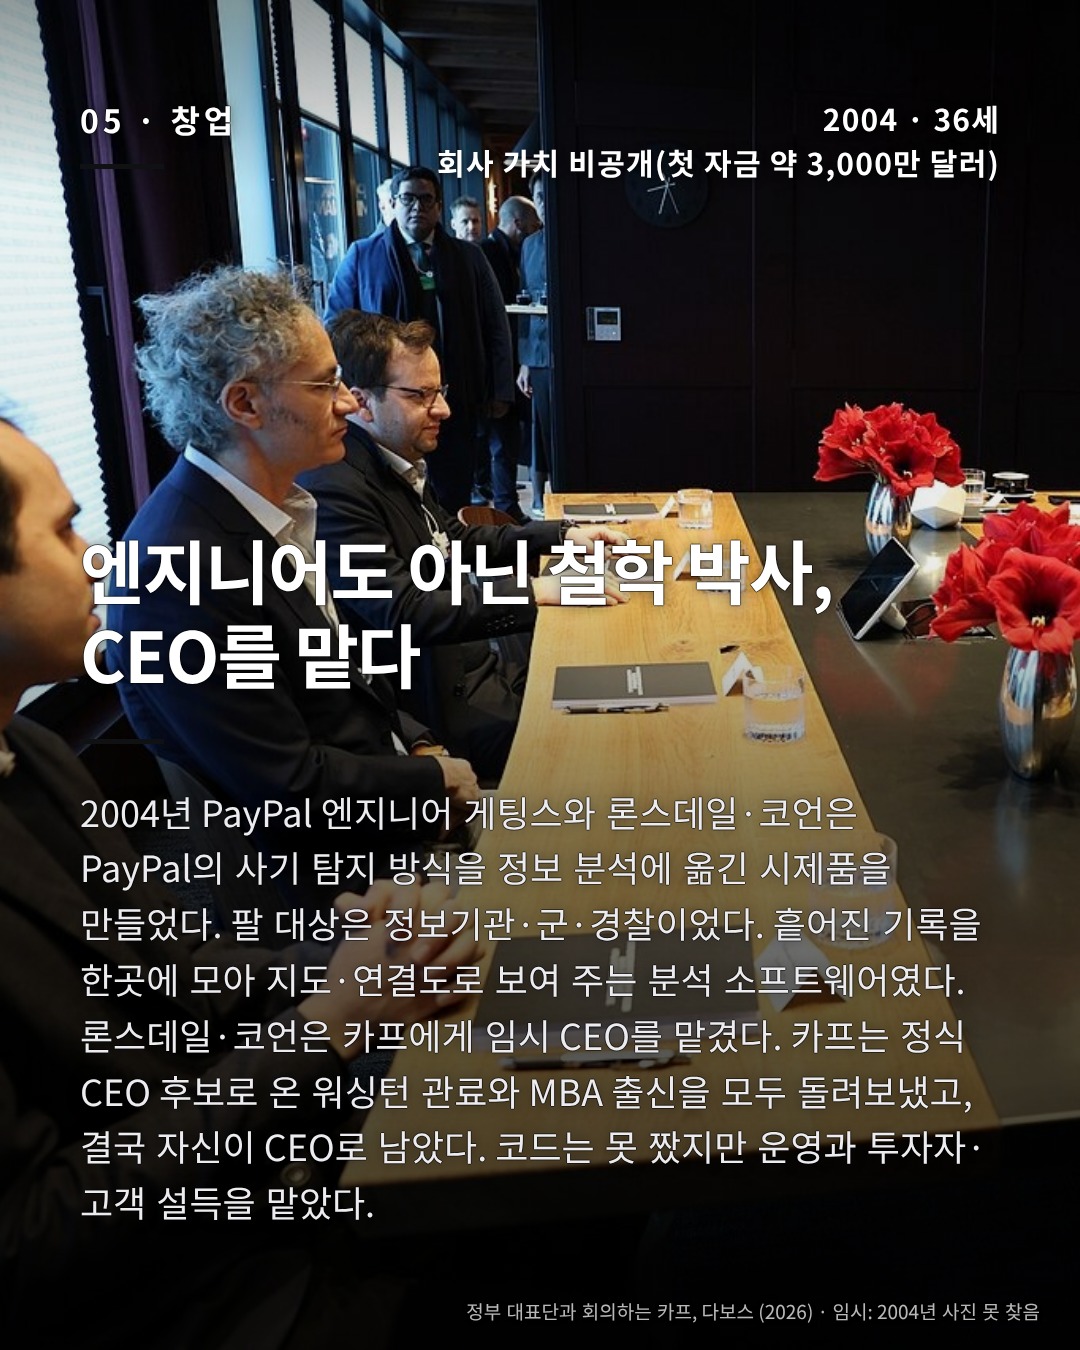 05 · 창업
2004 · 36세
회사 가치 비공개(첫 자금 약 3,000만 달러)
엔지니어도 아닌 철학 박사,
CEO를 맡다
2004년 PayPal 엔지니어 게팅스와 론스데일·코언은
PayPal의 사기 탐지 방식을 정보 분석에 옮긴 시제품을
만들었다. 팔 대상은 정보기관·군·경찰이었다. 흩어진 기록을
한곳에 모아 지도·연결도로 보여 주는 분석 소프트웨어였다.
론스데일·코언은 카프에게 임시 CEO를 맡겼다. 카프는 정식
CEO 후보로 온 워싱턴 관료와 MBA 출신을 모두 돌려보냈고,
결국 자신이 CEO로 남았다. 코드는 못 짰지만 운영과 투자자·
고객 설득을 맡았다.
정부 대표단과 회의하는 카프, 다보스 (2026) · 임시: 2004년 사진 못 찾음